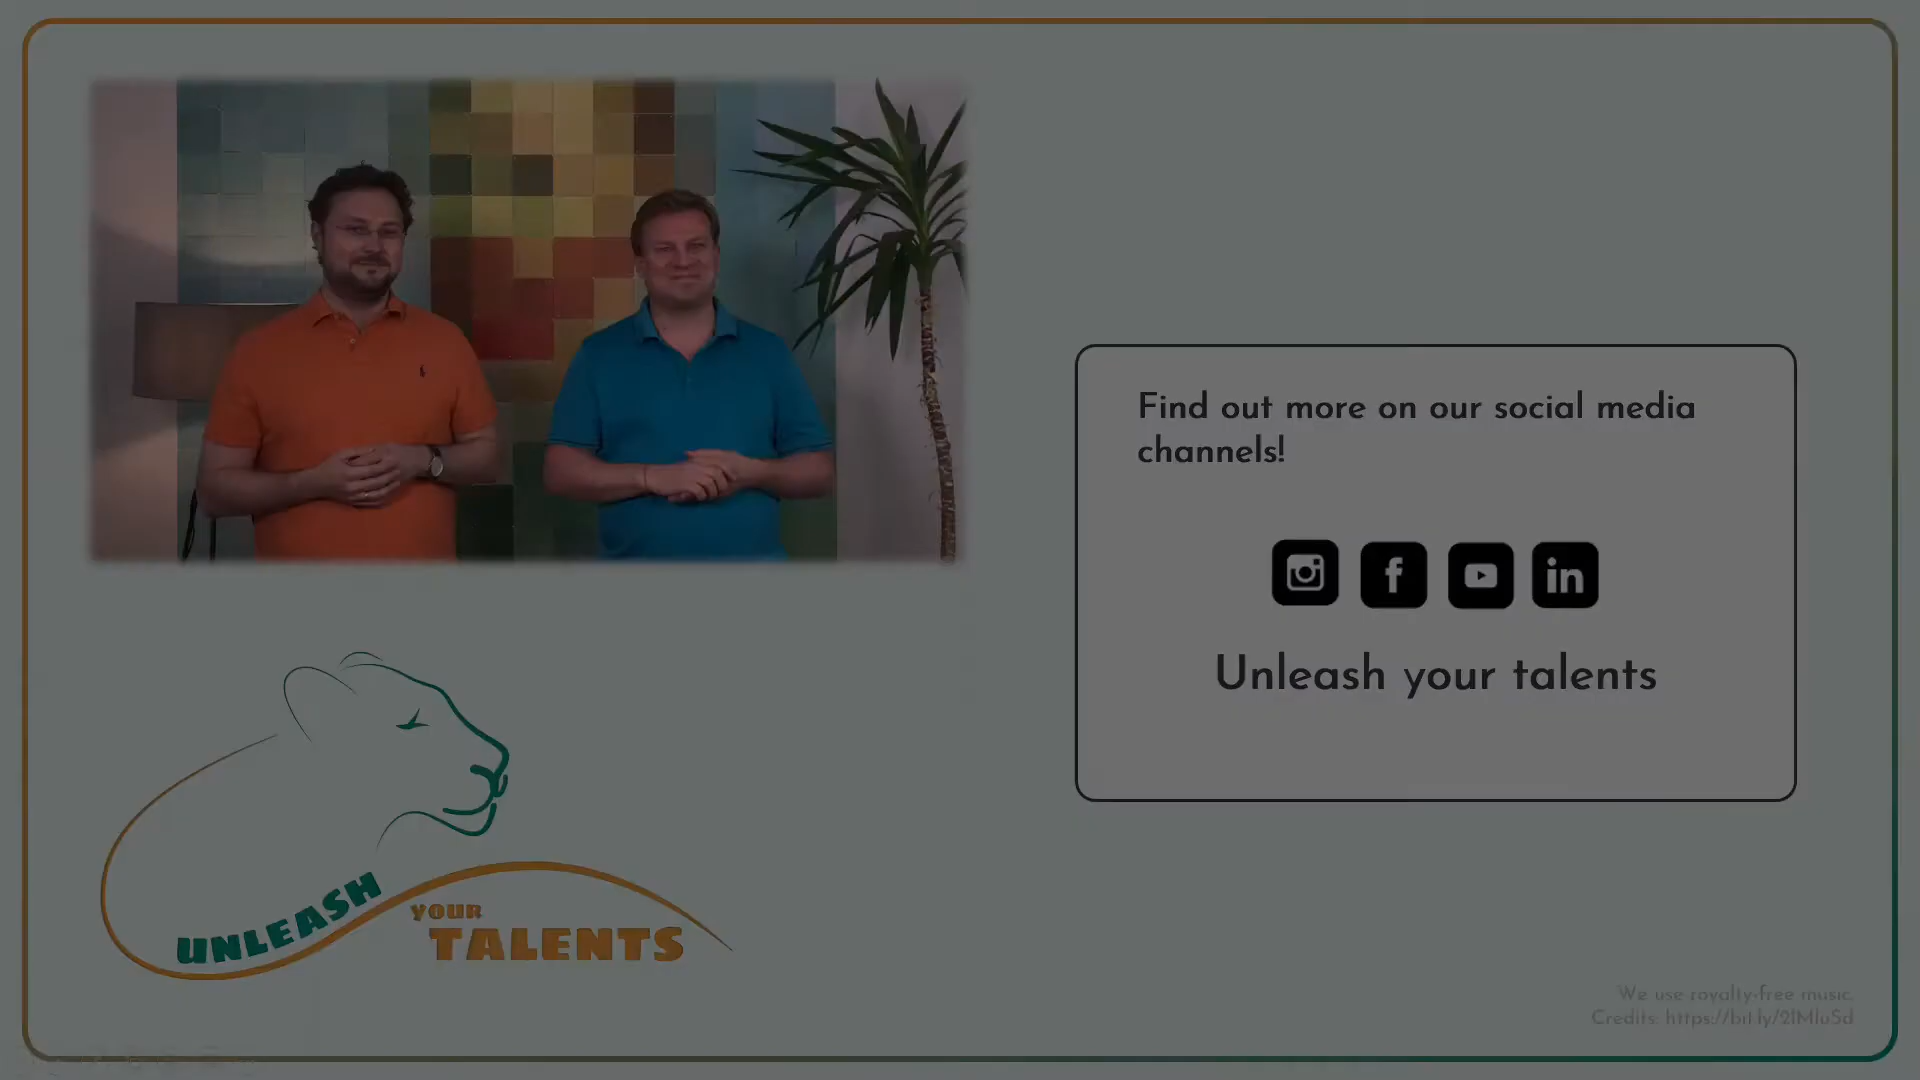 Find out more on our social media
channels!
Unleash your talents
UNLEASH
YOUR
TALENTS
We use royalty-free music.
Credits: https://bit.ly/2IMluSd